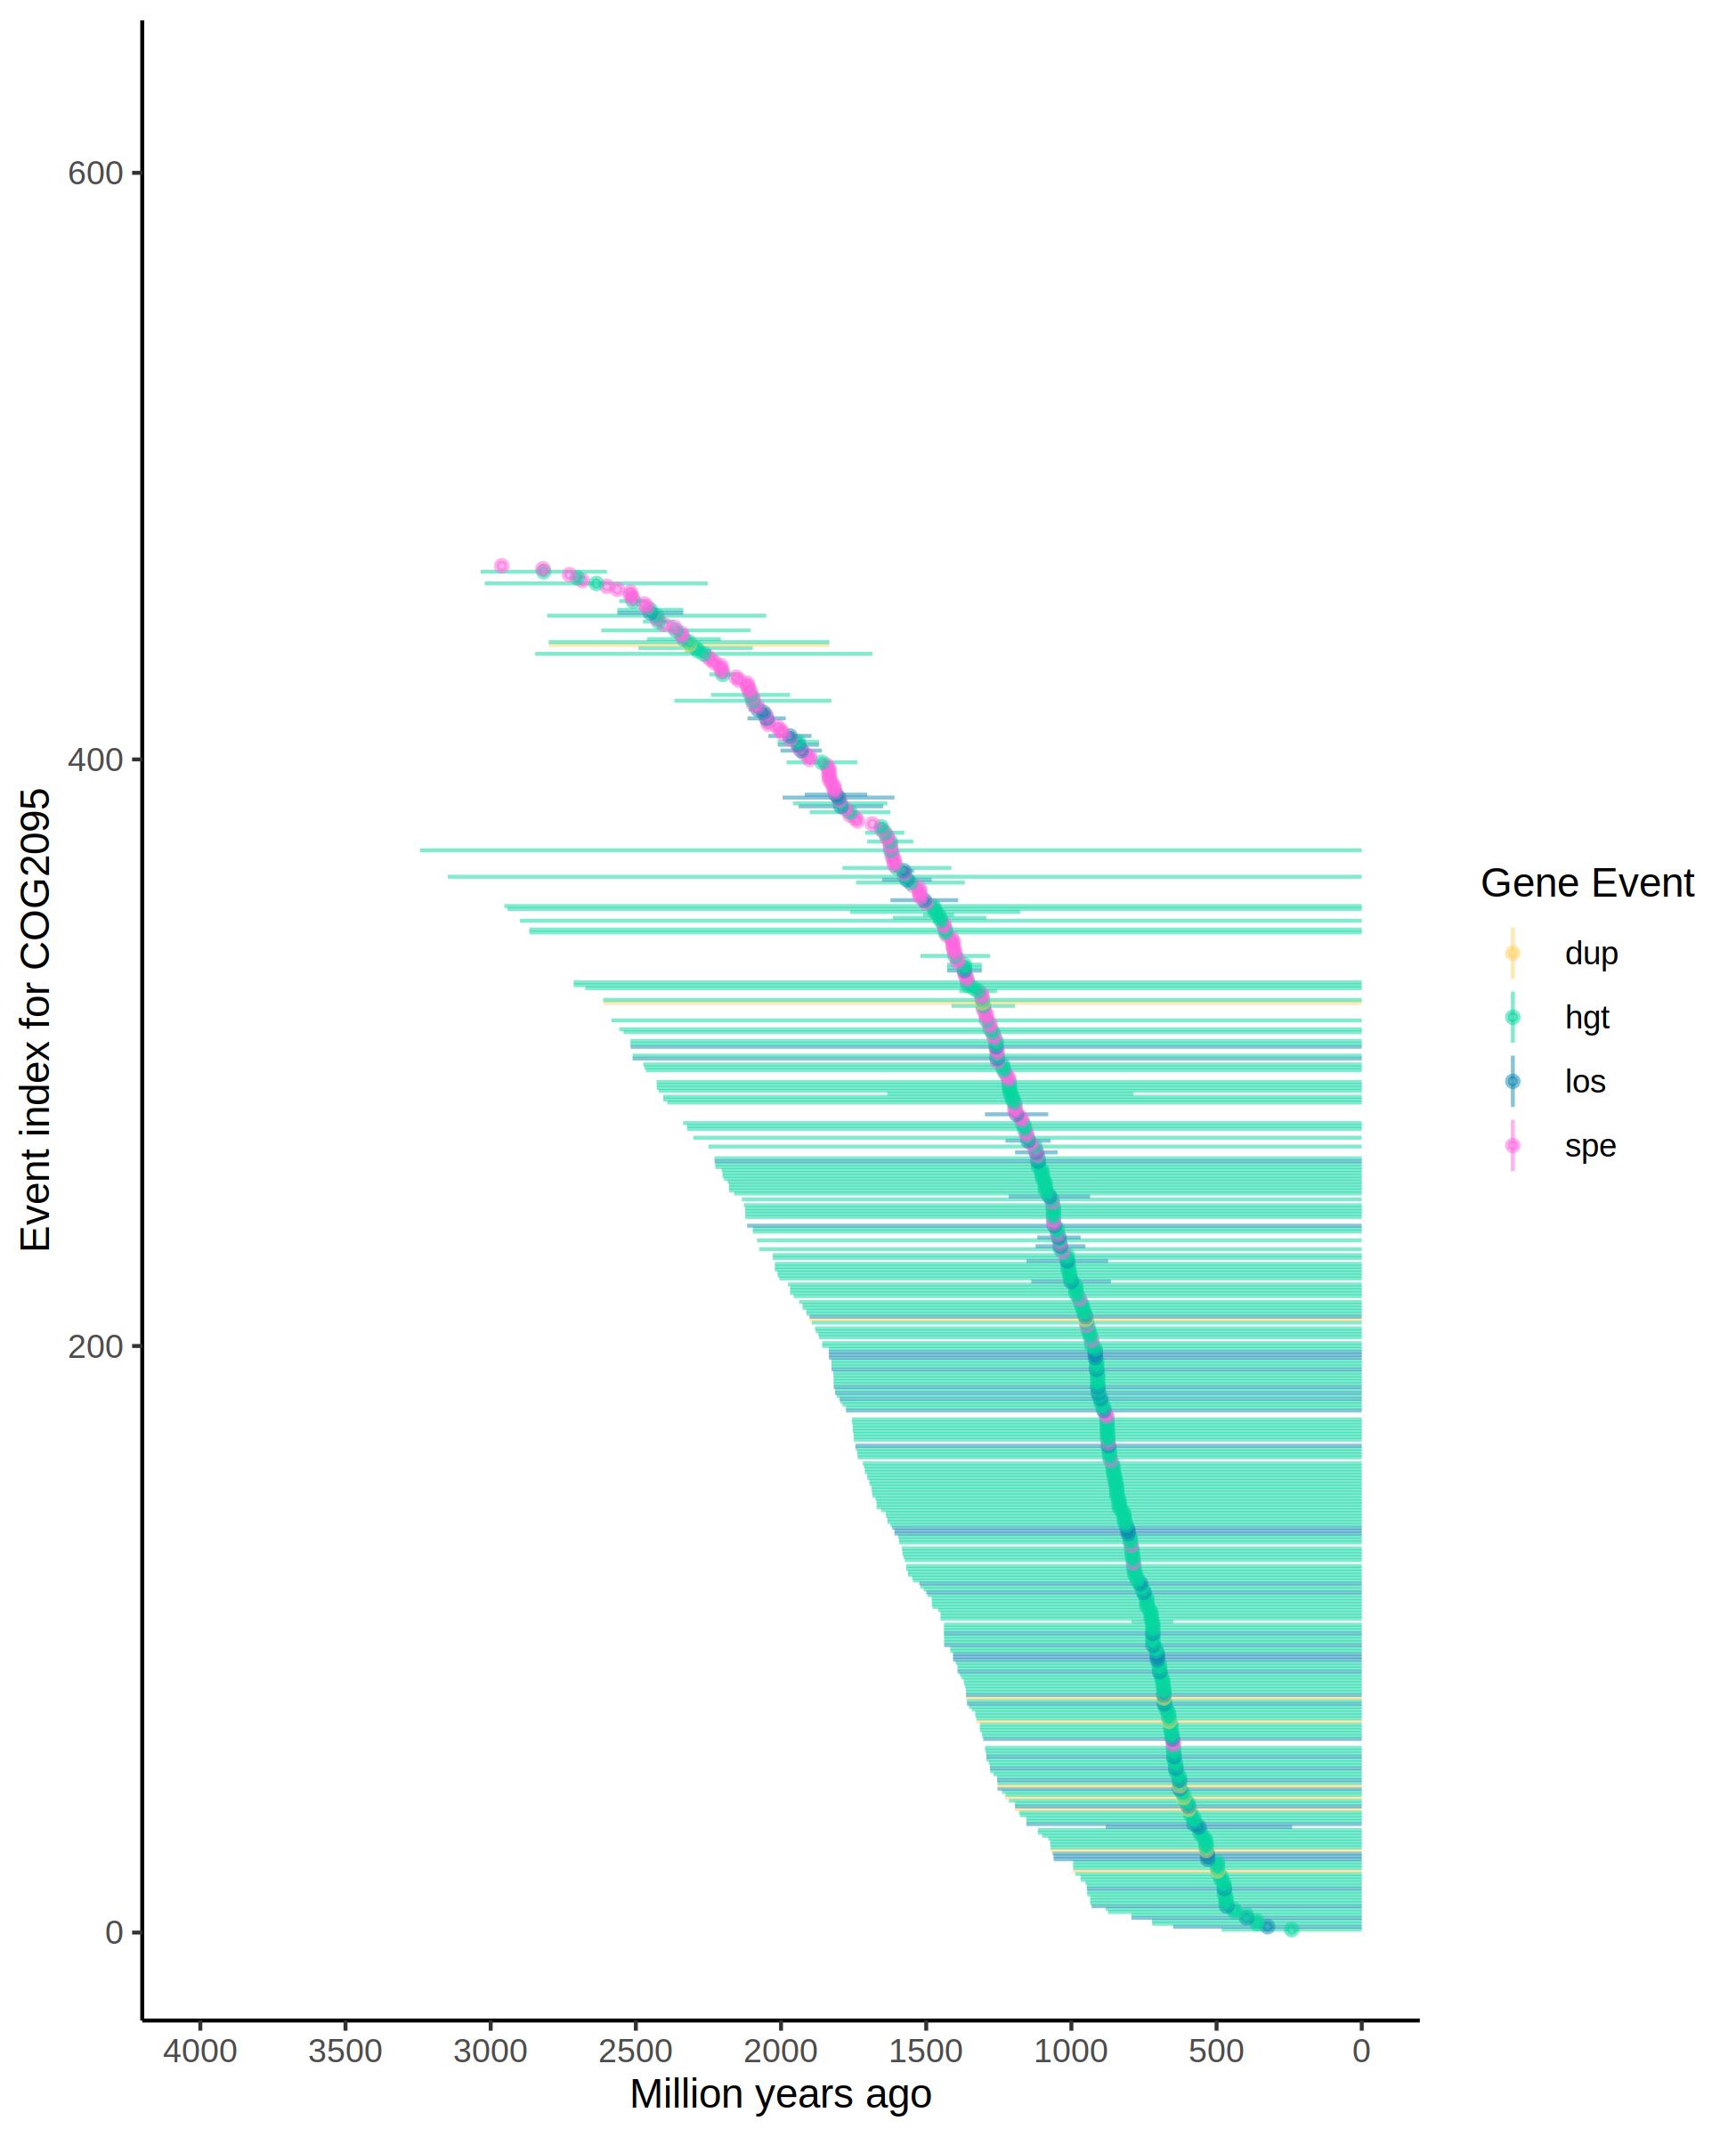 Event index for COG2095
600
400
200
0
4000 3500 3000 2500 2000 1500 1000 500 0
Million years ago
Gene Event
dup
hgt
los
spe